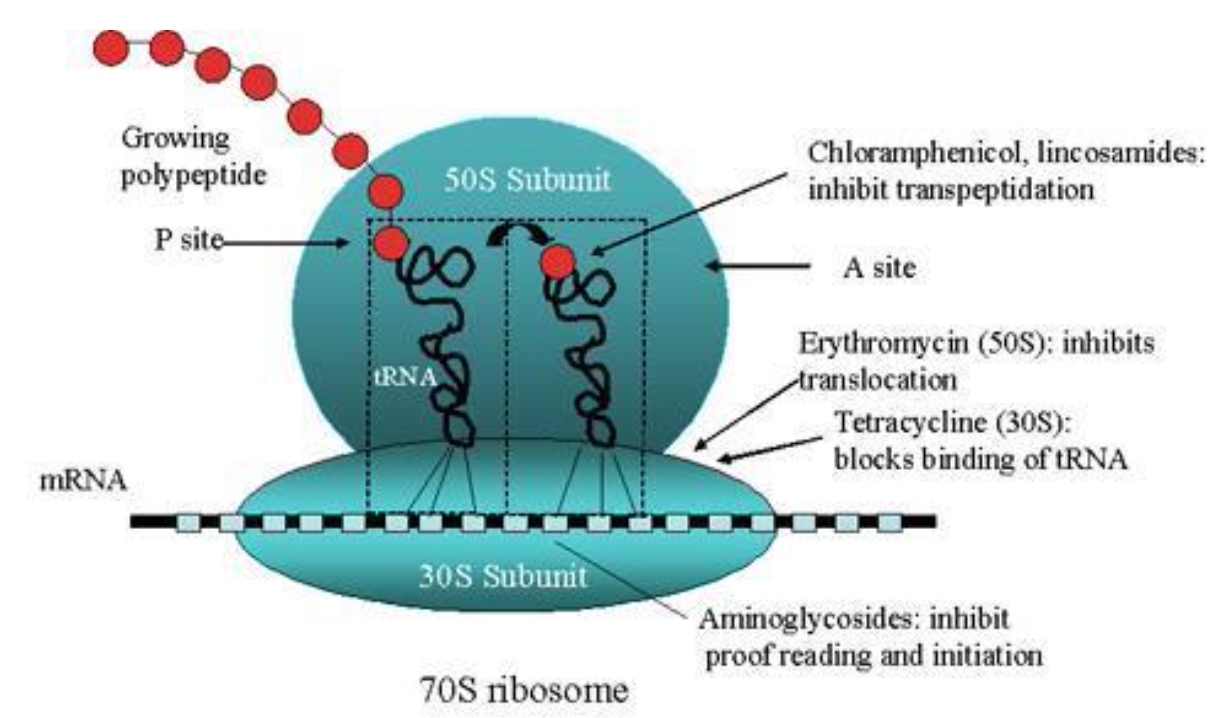 Growing
polypeptide
50S Subunit
Chloramphenicol, lincosamides:
inhibit transpeptidation
P site
A site
Erythromycin (50S): inhibits
translocation
tRNA
Tetracycline (30S):
blocks binding of tRNA
mRNA
30S Subunit
Aminoglycosides: inhibit
proof reading and initiation
70S ribosome